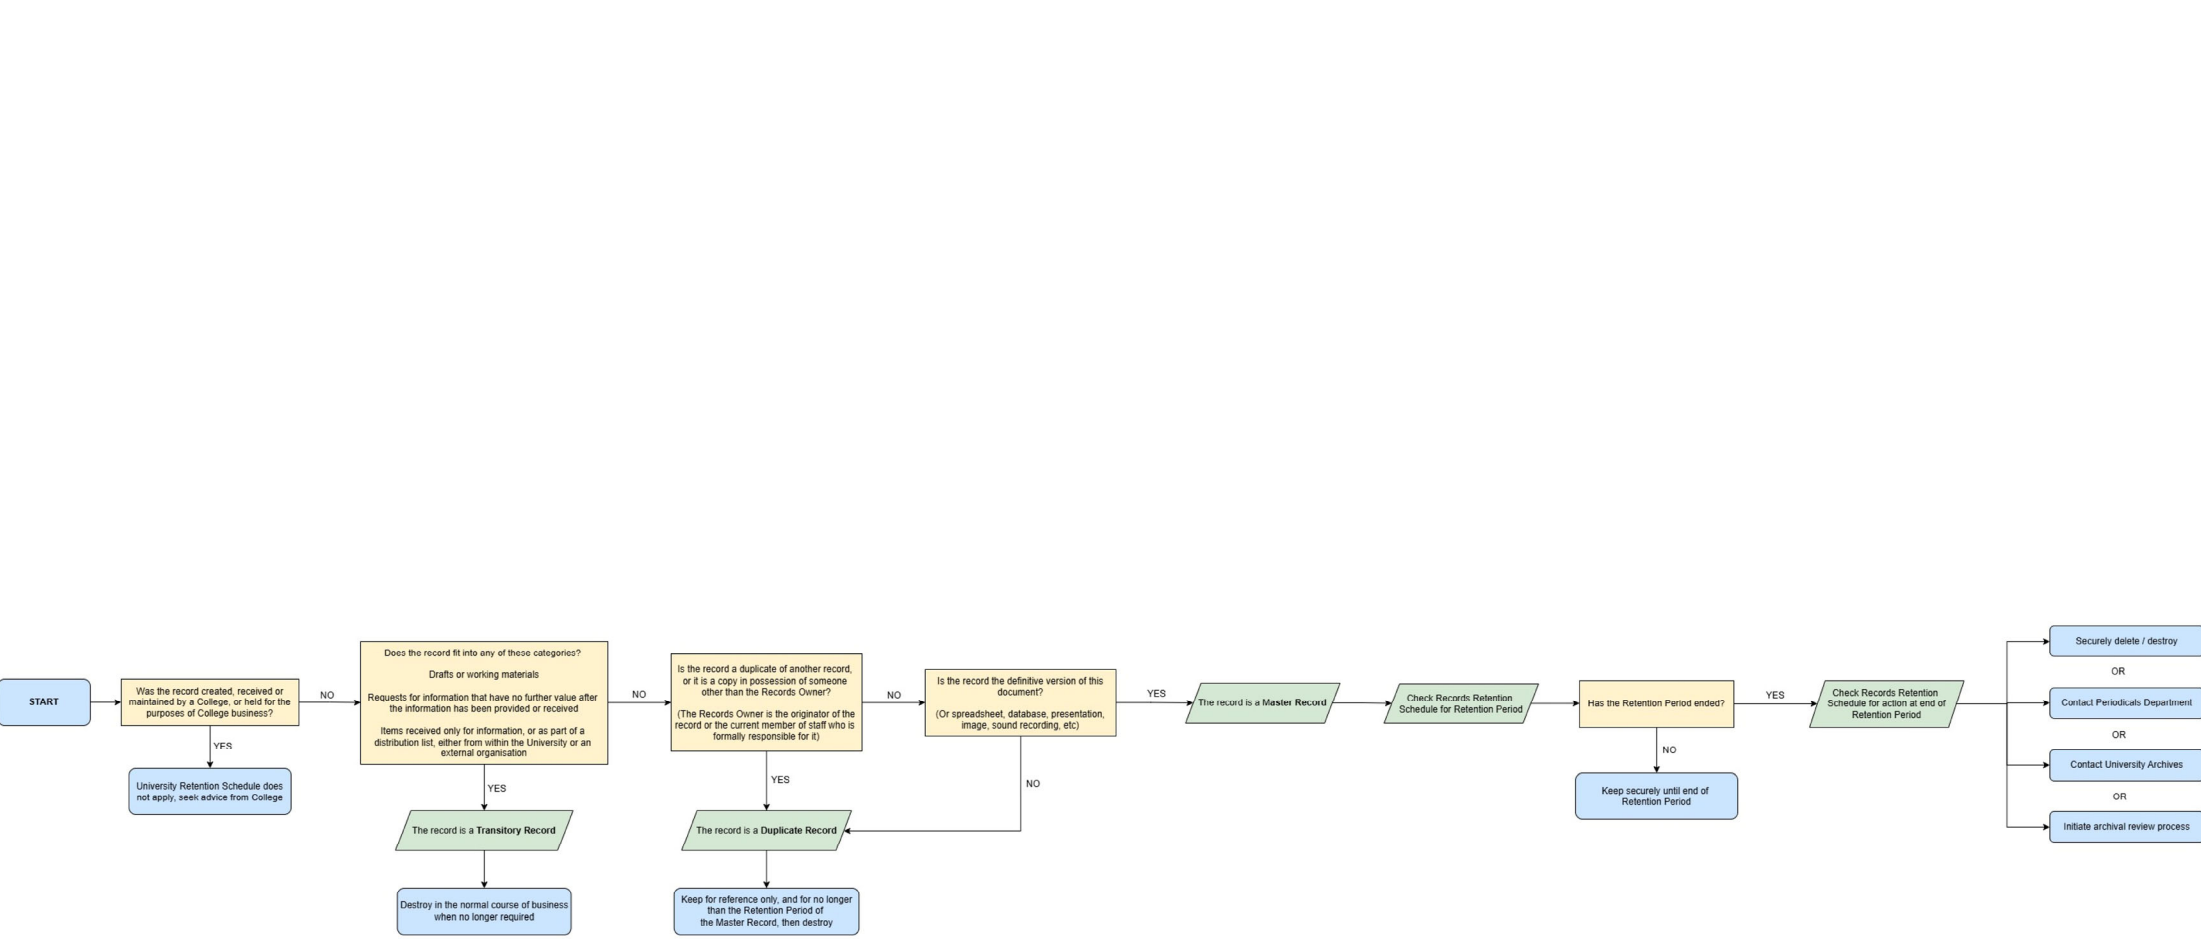 START
Was the record created, received or
maintained by a College, or held for the
purposes of College business?
NO
YES
University Retention Schedule does
not apply, seek advice from College
Does the record fit into any of these categories?
Drafts or working materials
Requests for information that have no further value after
the information has been provided or received
Items received only for information, or as part of a
distribution list, either from within the University or an
external organisation
NO
YES
The record is a Transitory Record
Destroy in the normal course of business
when no longer required
Is the record a duplicate of another record,
or it is a copy in possession of someone
other than the Records Owner?
(The Records Owner is the originator of the
record or the current member of staff who is
formally responsible for it)
NO
YES
The record is a Duplicate Record
Keep for reference only, and for no longer
than the Retention Period of
the Master Record, then destroy
Is the record the definitive version of this
document?
(Or spreadsheet, database, presentation,
image, sound recording, etc)
YES
NO
The record is a Master Record
Check Records Retention
Schedule for Retention Period
Has the Retention Period ended?
YES
NO
Keep securely until end of
Retention Period
Check Records Retention
Schedule for action at end of
Retention Period
Securely delete / destroy
OR
Contact Periodicals Department
OR
Contact University Archives
OR
Initiate archival review process